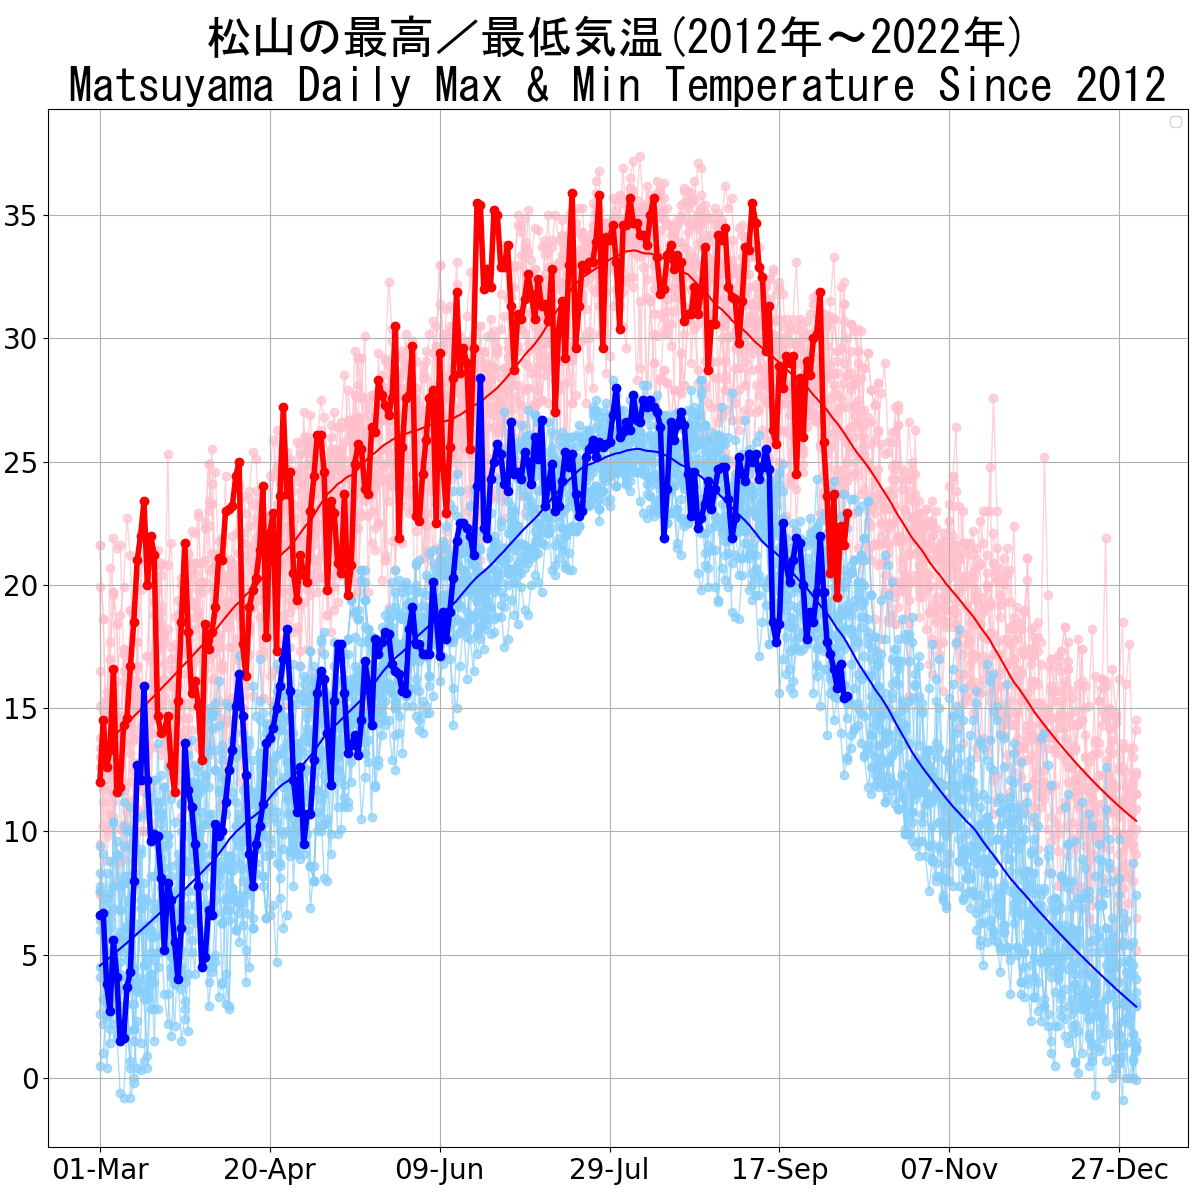 松山の最高／最低気温(2012年～2022年)
Matsuyama Daily Max & Min Temperature Since 2012
35
30
25
20
15
10
5
0
01-Mar 20-Apr 09-Jun 29-Jul 17-Sep 07-Nov 27-Dec